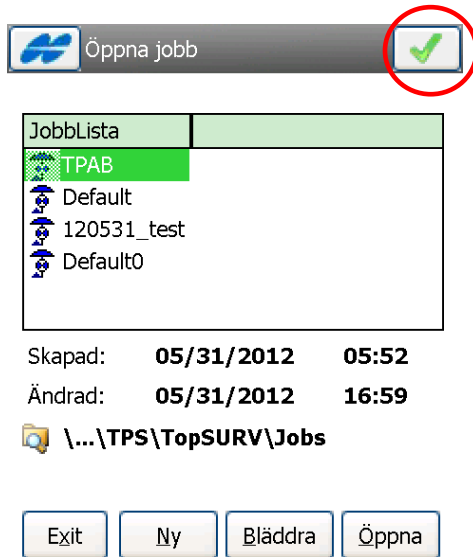 Öppna jobb
JobbLista
TPAB
Default
120531_test
Default0
Skapad: 05/31/2012 05:52
Ändrad: 05/31/2012 16:59
\...\TPS\TopSURV\Jobs
Exit Ny Bläddra Öppna